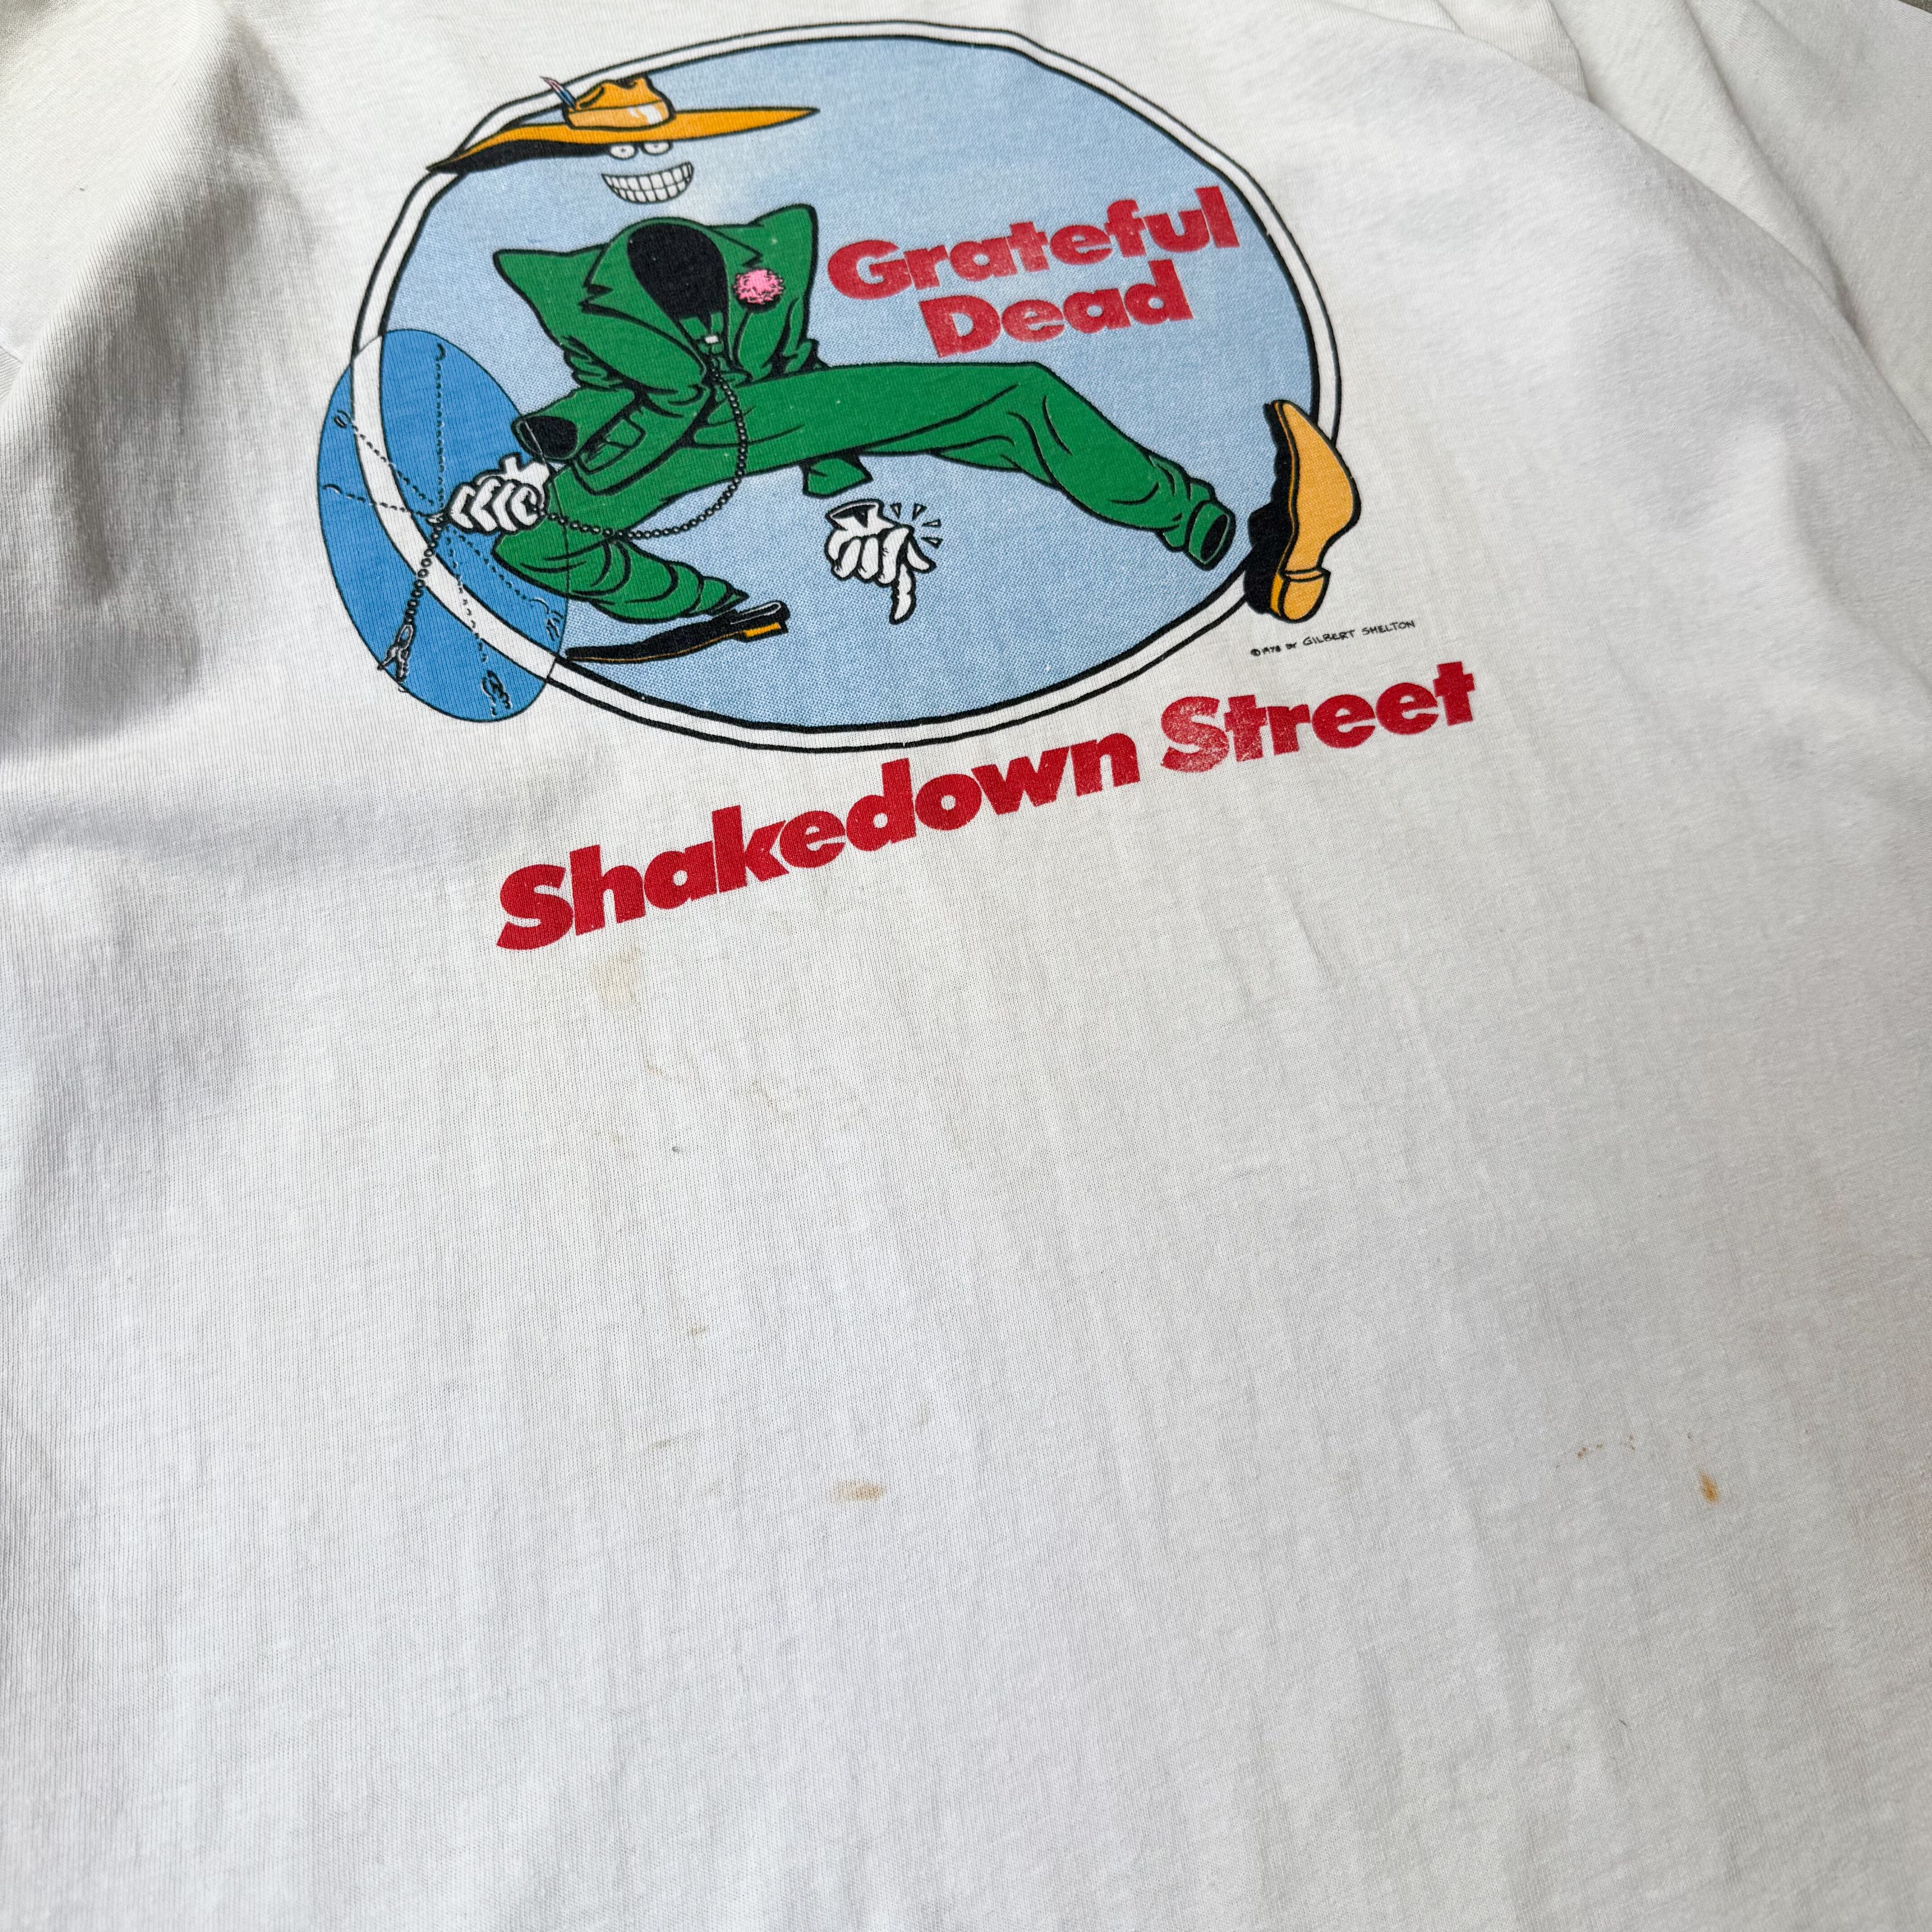 Grateful
Dead
© 1978 BY GILBERT SHELTON
Shakedown Street